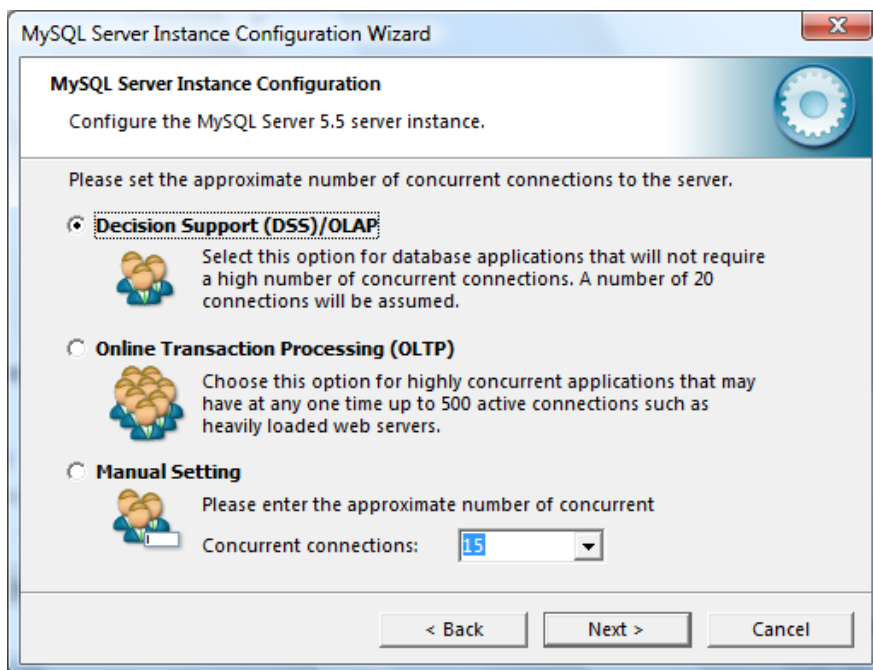 MySQL Server Instance Configuration Wizard
MySQL Server Instance Configuration
Configure the MySQL Server 5.5 server instance.
Please set the approximate number of concurrent connections to the server.
Decision Support (DSS)/OLAP
Select this option for database applications that will not require
a high number of concurrent connections. A number of 20
connections will be assumed.
Online Transaction Processing (OLTP)
Choose this option for highly concurrent applications that may
have at any one time up to 500 active connections such as
heavily loaded web servers.
Manual Setting
Please enter the approximate number of concurrent
Concurrent connections: 15
< Back Next > Cancel